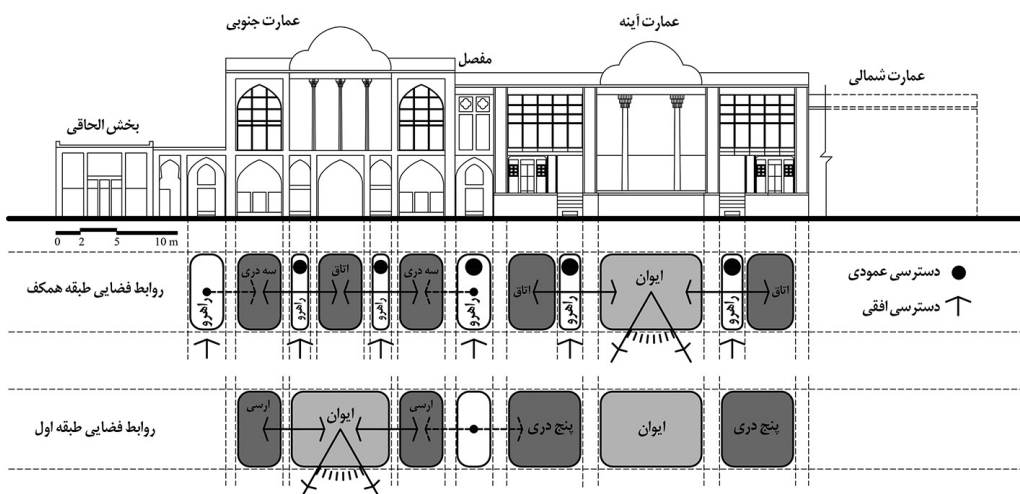 عمارت جنوبی
عمارت آینه
مفصل
عمارت شمالی
بخش الحاقی
0 2 5 10 m
روابط فضایی طبقه همکف
راهرو
سه دری
راهرو
اتاق
راهرو
سه دری
راهرو
اتاق
راهرو
ایوان
راهرو
اتاق
دسترسی عمودی
دسترسی افقی
روابط فضایی طبقه اول
ارسی
ایوان
ارسی
پنج دری
ایوان
پنج دری